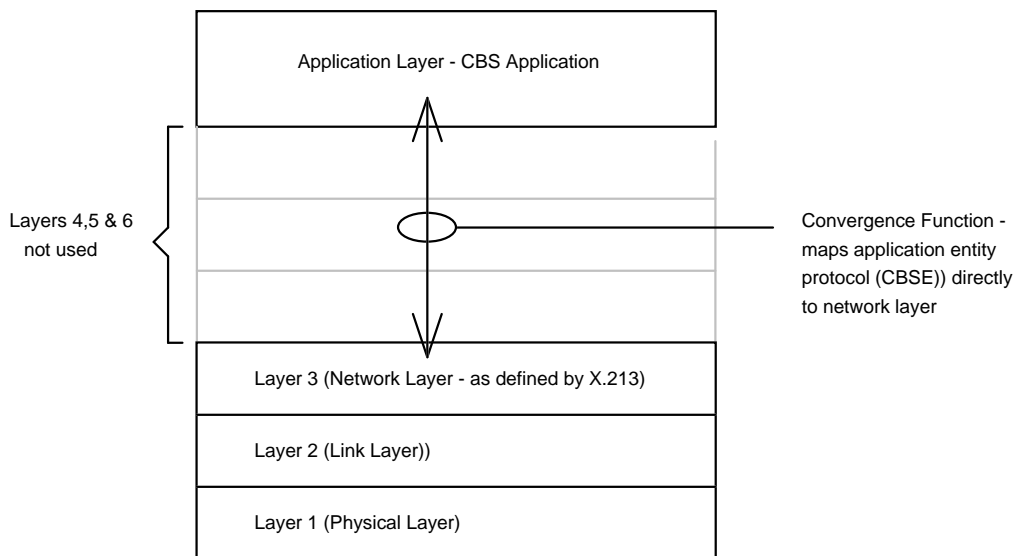 Application Layer - CBS Application
Layers 4,5 & 6
not used
Convergence Function -
maps application entity
protocol (CBSE)) directly
to network layer
Layer 3 (Network Layer - as defined by X.213)
Layer 2 (Link Layer))
Layer 1 (Physical Layer)